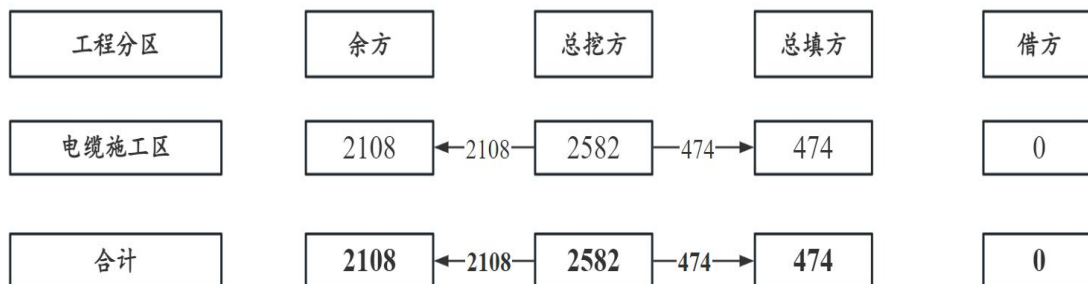 工程分区 余方 总挖方 总填方 借方
电缆施工区 2108 2108 2582 474 474 0
合计 2108 2108 2582 474 474 0